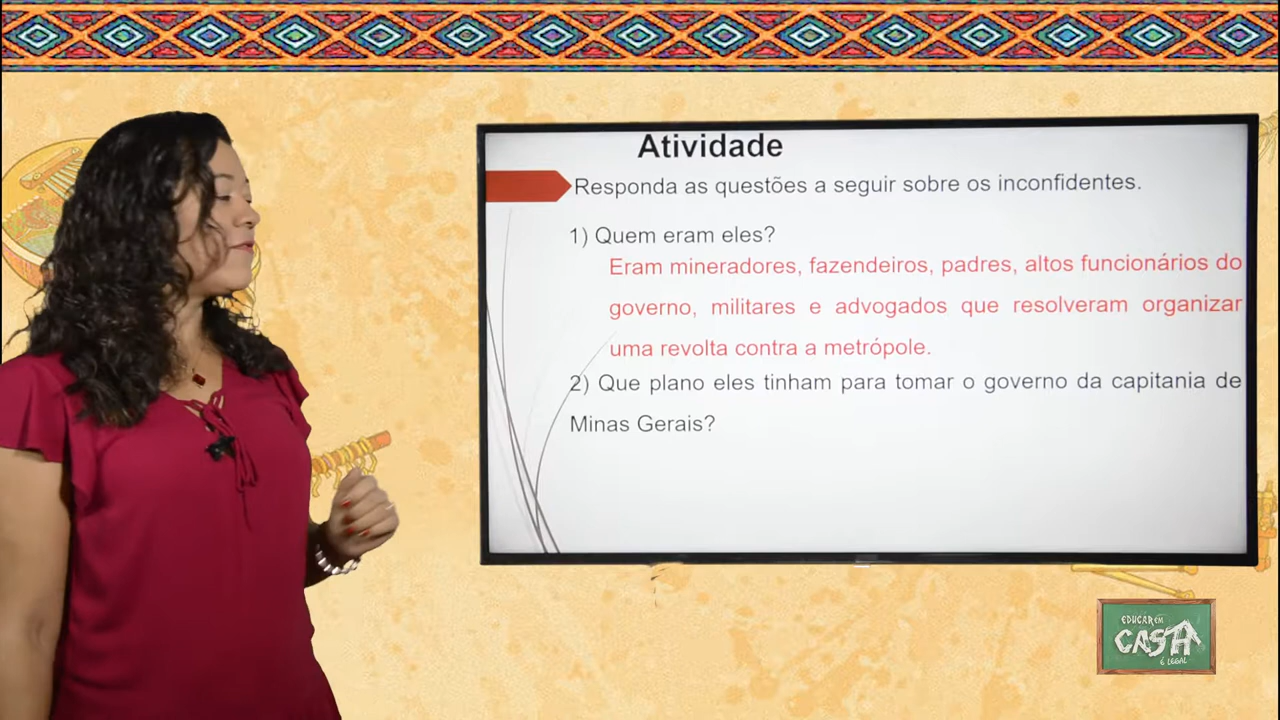 Atividade
Responda as questões a seguir sobre os inconfidentes.
1) Quem eram eles?
Eram mineradores, fazendeiros, padres, altos funcionários do
governo, militares e advogados que resolveram organizar
uma revolta contra a metrópole.
2) Que plano eles tinham para tomar o governo da capitania de
Minas Gerais?
EDUCAR EM
CASA
É LEGAL